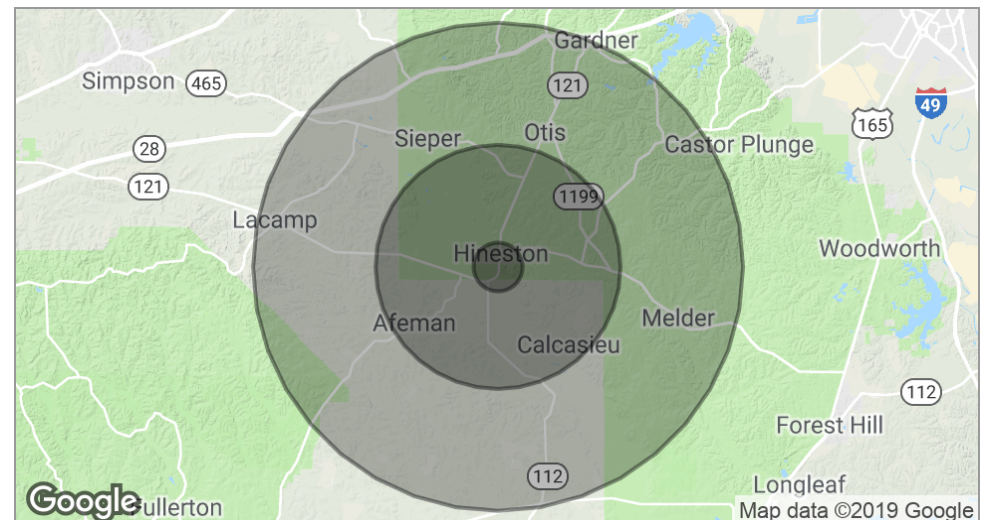 Gardner
Simpson
465
121
49
165
28
Sieper
Otis
Castor Plunge
121
1199
Lacamp
Hineston
Woodworth
Afeman
Melder
Calcasieu
112
Forest Hill
112
Longleaf
Google
Fullerton
Map data ©2019 Google